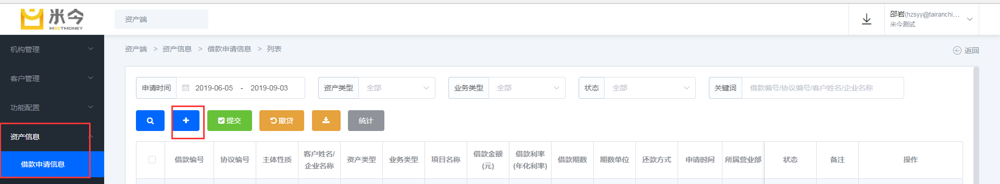 米今
MEETMONEY
资产端
邵岩(hzsyy@tairanchi...
米今测试
机构管理
客户管理
功能配置
资产信息
借款申请信息
资产端 > 资产信息 > 借款申请信息 > 列表
返回
申请时间 2019-06-05 - 2019-09-03
资产类型 全部
业务类型 全部
状态 全部
关键词 借款编号/协议编号/客户姓名/企业名称
提交
撤贷
统计
借款编号
协议编号
主体性质
客户姓名/
企业名称
资产类型
业务类型
项目名称
借款金额
(元)
借款利率
(年化利率)
借款期数
期数单位
还款方式
申请时间
所属营业部
状态
备注
操作